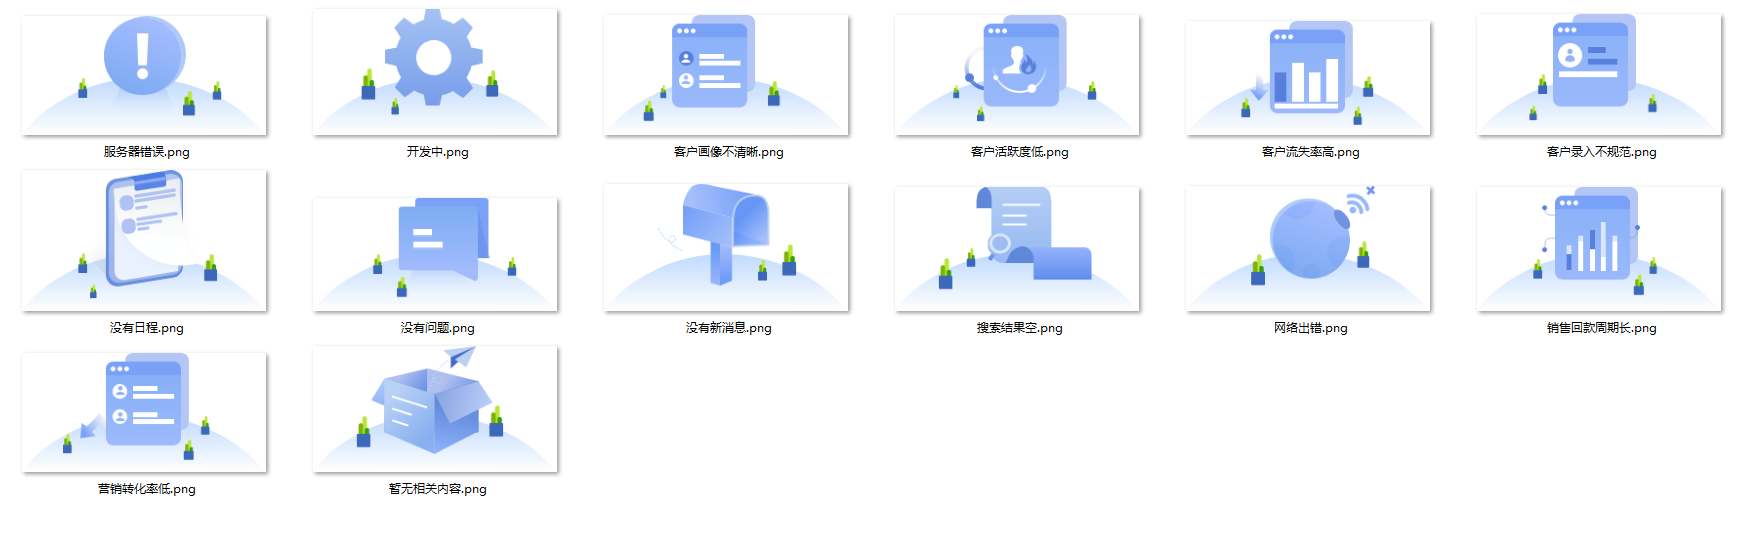 服务器错误.png
开发中.png
客户画像不清晰.png
客户活跃度低.png
客户流失率高.png
客户录入不规范.png
没有日程.png
没有问题.png
没有新消息.png
搜索结果空.png
网络出错.png
销售回款周期长.png
营销转化率低.png
暂无相关内容.png